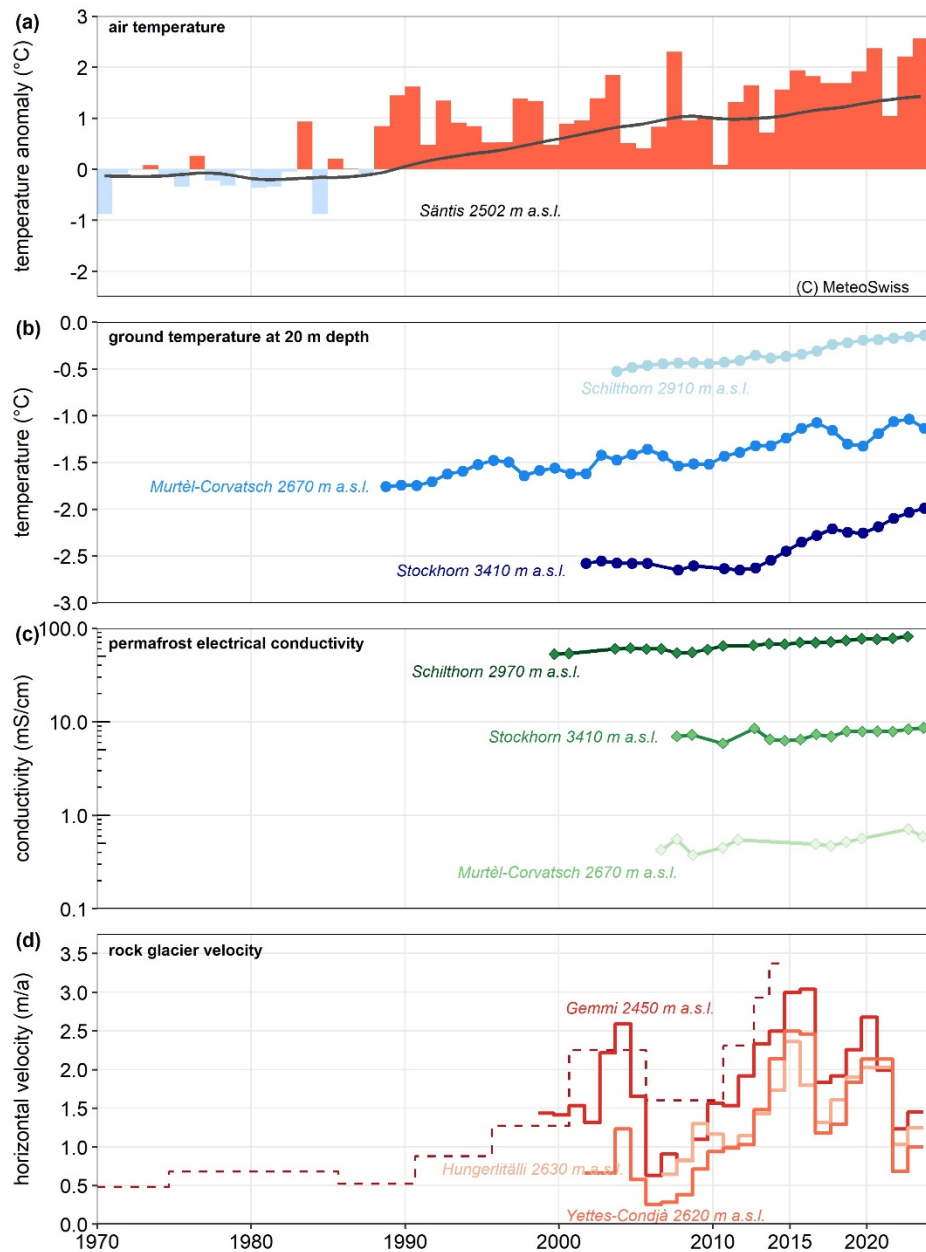 (a)
air temperature
temperature anomaly (°C)
3
2
1
0
-1
-2
Säntis 2502 m a.s.l.
(C) MeteoSwiss
(b)
ground temperature at 20 m depth
temperature (°C)
0.0
-0.5
-1.0
-1.5
-2.0
-2.5
-3.0
Schilthorn 2910 m a.s.l.
Murtèl-Corvatsch 2670 m a.s.l.
Stockhorn 3410 m a.s.l.
(c)
permafrost electrical conductivity
conductivity (mS/cm)
100.0
10.0
1.0
0.1
Schilthorn 2970 m a.s.l.
Stockhorn 3410 m a.s.l.
Murtèl-Corvatsch 2670 m a.s.l.
(d)
rock glacier velocity
horizontal velocity (m/a)
3.5
3.0
2.5
2.0
1.5
1.0
0.5
0.0
Gemmi 2450 m a.s.l.
Hungerlitälli 2630 m a.s.l.
Yettes-Condjà 2620 m a.s.l.
1970
1980
1990
2000
2010
2015
2020